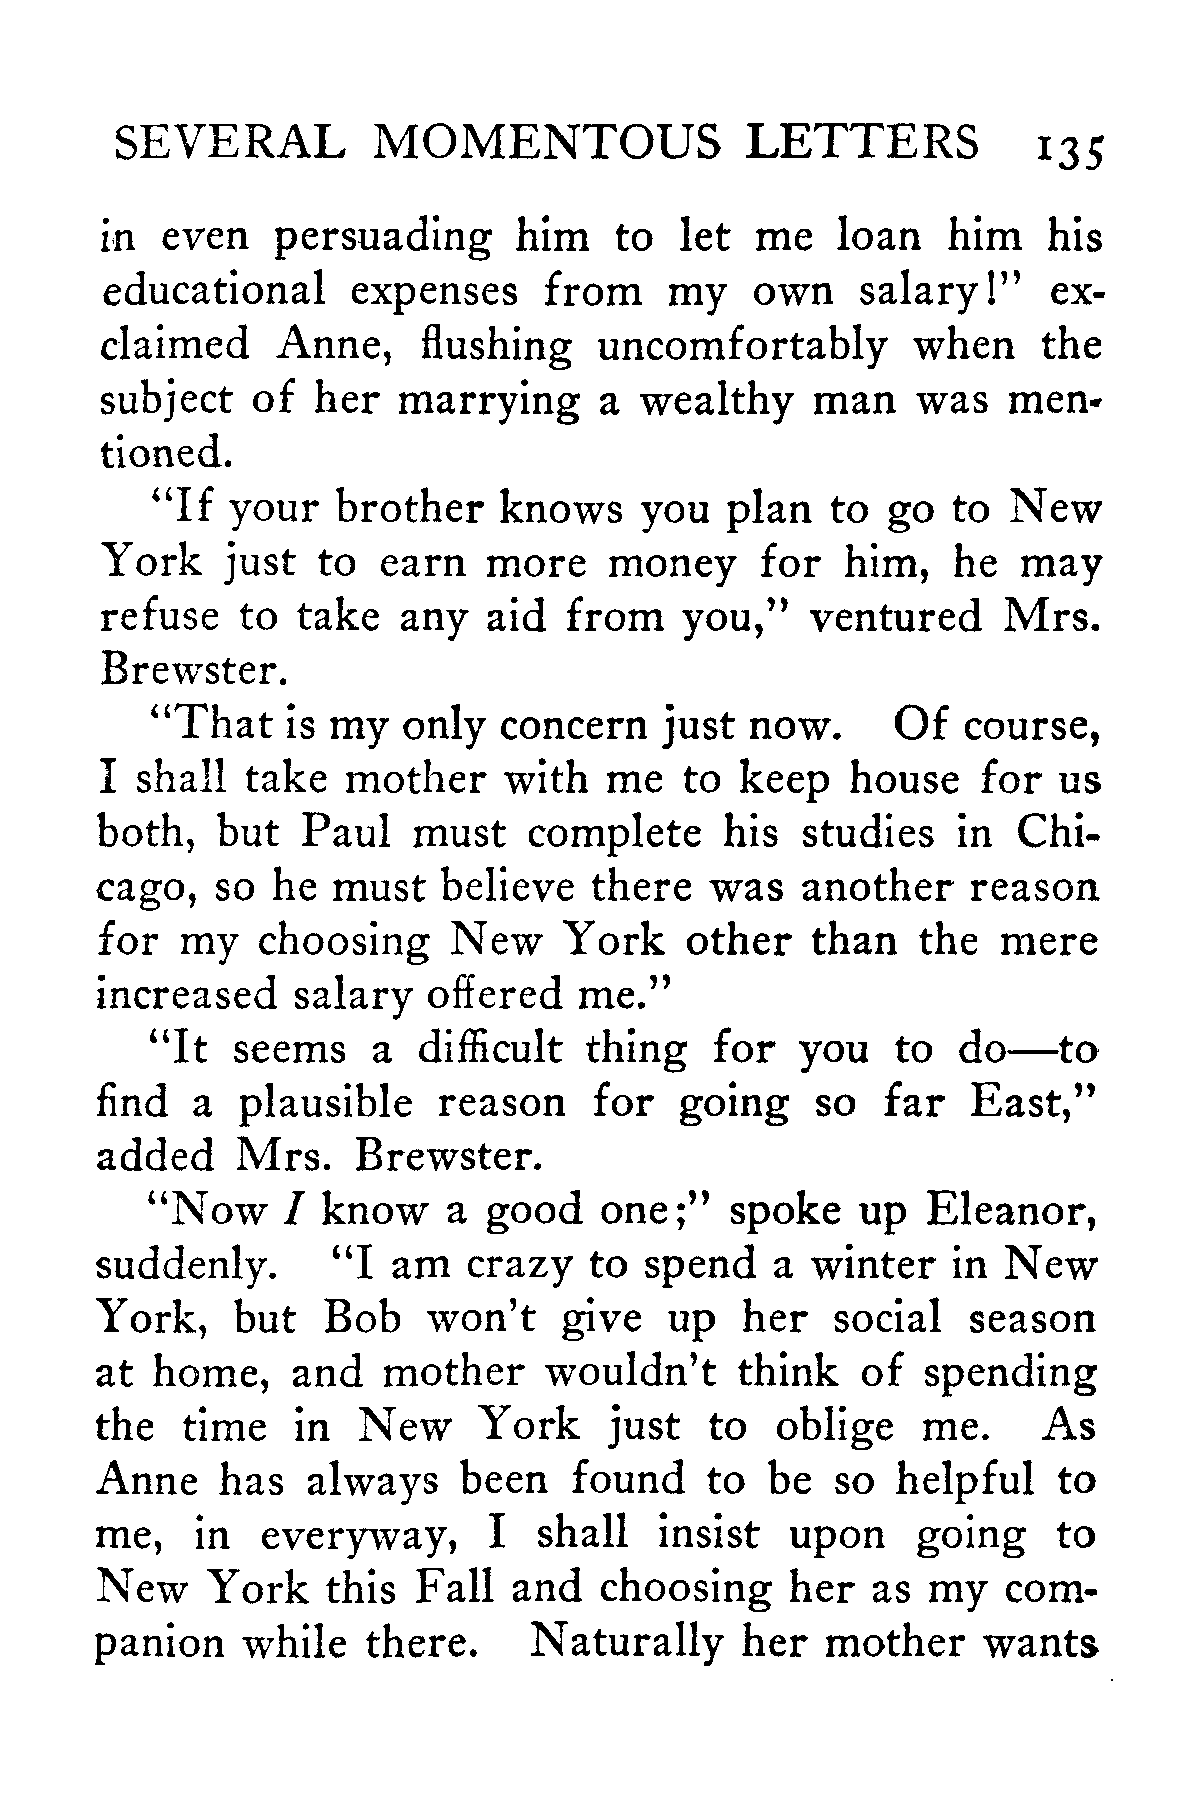 SEVERAL MOMENTOUS LETTERS 135
in even persuading him to let me loan him his
educational expenses from my own salary!" ex-
claimed Anne, flushing uncomfortably when the
subject of her marrying a wealthy man was men-
tioned.
"If your brother knows you plan to go to New
York just to earn more money for him, he may
refuse to take any aid from you," ventured Mrs.
Brewster.
"That is my only concern just now. Of course,
I shall take mother with me to keep house for us
both, but Paul must complete his studies in Chi-
cago, so he must believe there was another reason
for my choosing New York other than the mere
increased salary offered me."
"It seems a difficult thing for you to do—to
find a plausible reason for going so far East,"
added Mrs. Brewster.
"Now I know a good one;" spoke up Eleanor,
suddenly. "I am crazy to spend a winter in New
York, but Bob won't give up her social season
at home, and mother wouldn't think of spending
the time in New York just to oblige me. As
Anne has always been found to be so helpful to
me, in everyway, I shall insist upon going to
New York this Fall and choosing her as my com-
panion while there. Naturally her mother wants